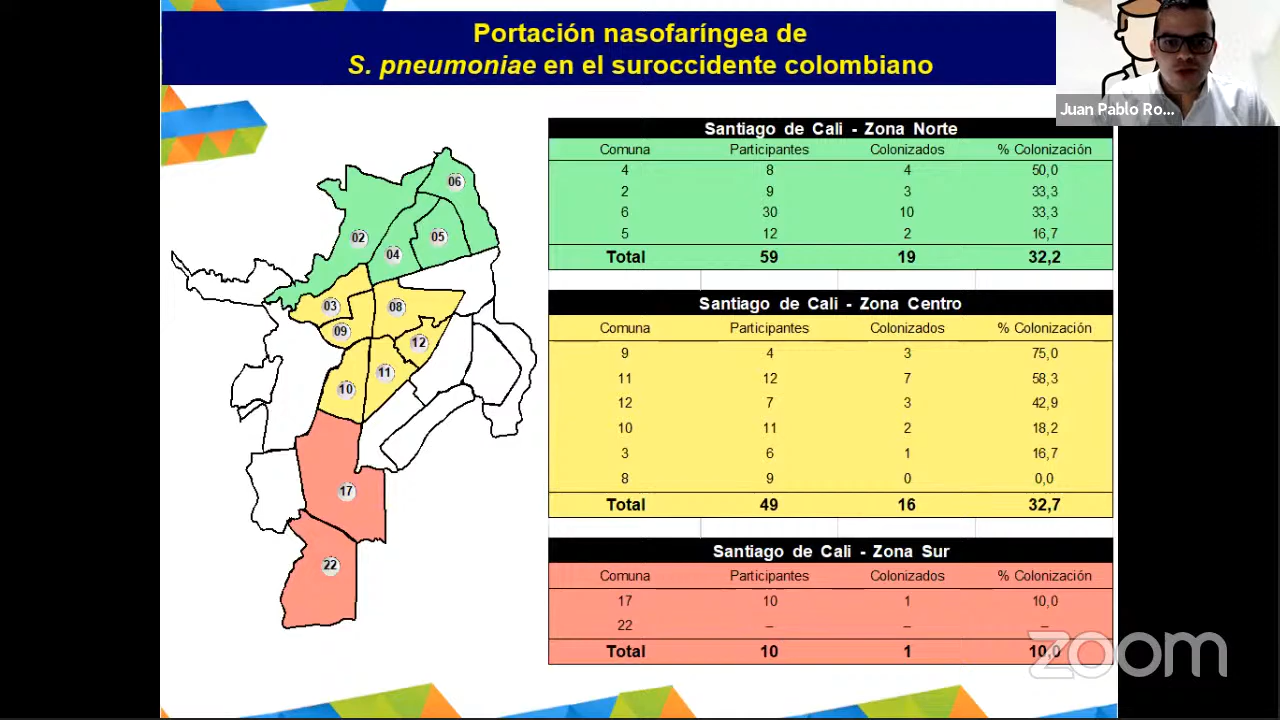 Portación nasofaríngea de
S. pneumoniae en el suroccidente colombiano
Juan Pablo Ro...
06
02
05
04
03
08
09
12
11
10
17
22
Santiago de Cali - Zona Norte
Comuna Participantes Colonizados % Colonización
4 8 4 50,0
2 9 3 33,3
6 30 10 33,3
5 12 2 16,7
Total 59 19 32,2
Santiago de Cali - Zona Centro
Comuna Participantes Colonizados % Colonización
9 4 3 75,0
11 12 7 58,3
12 7 3 42,9
10 11 2 18,2
3 6 1 16,7
8 9 0 0,0
Total 49 16 32,7
Santiago de Cali - Zona Sur
Comuna Participantes Colonizados % Colonización
17 10 1 10,0
22 – – –
Total 10 1 10,0
zoom